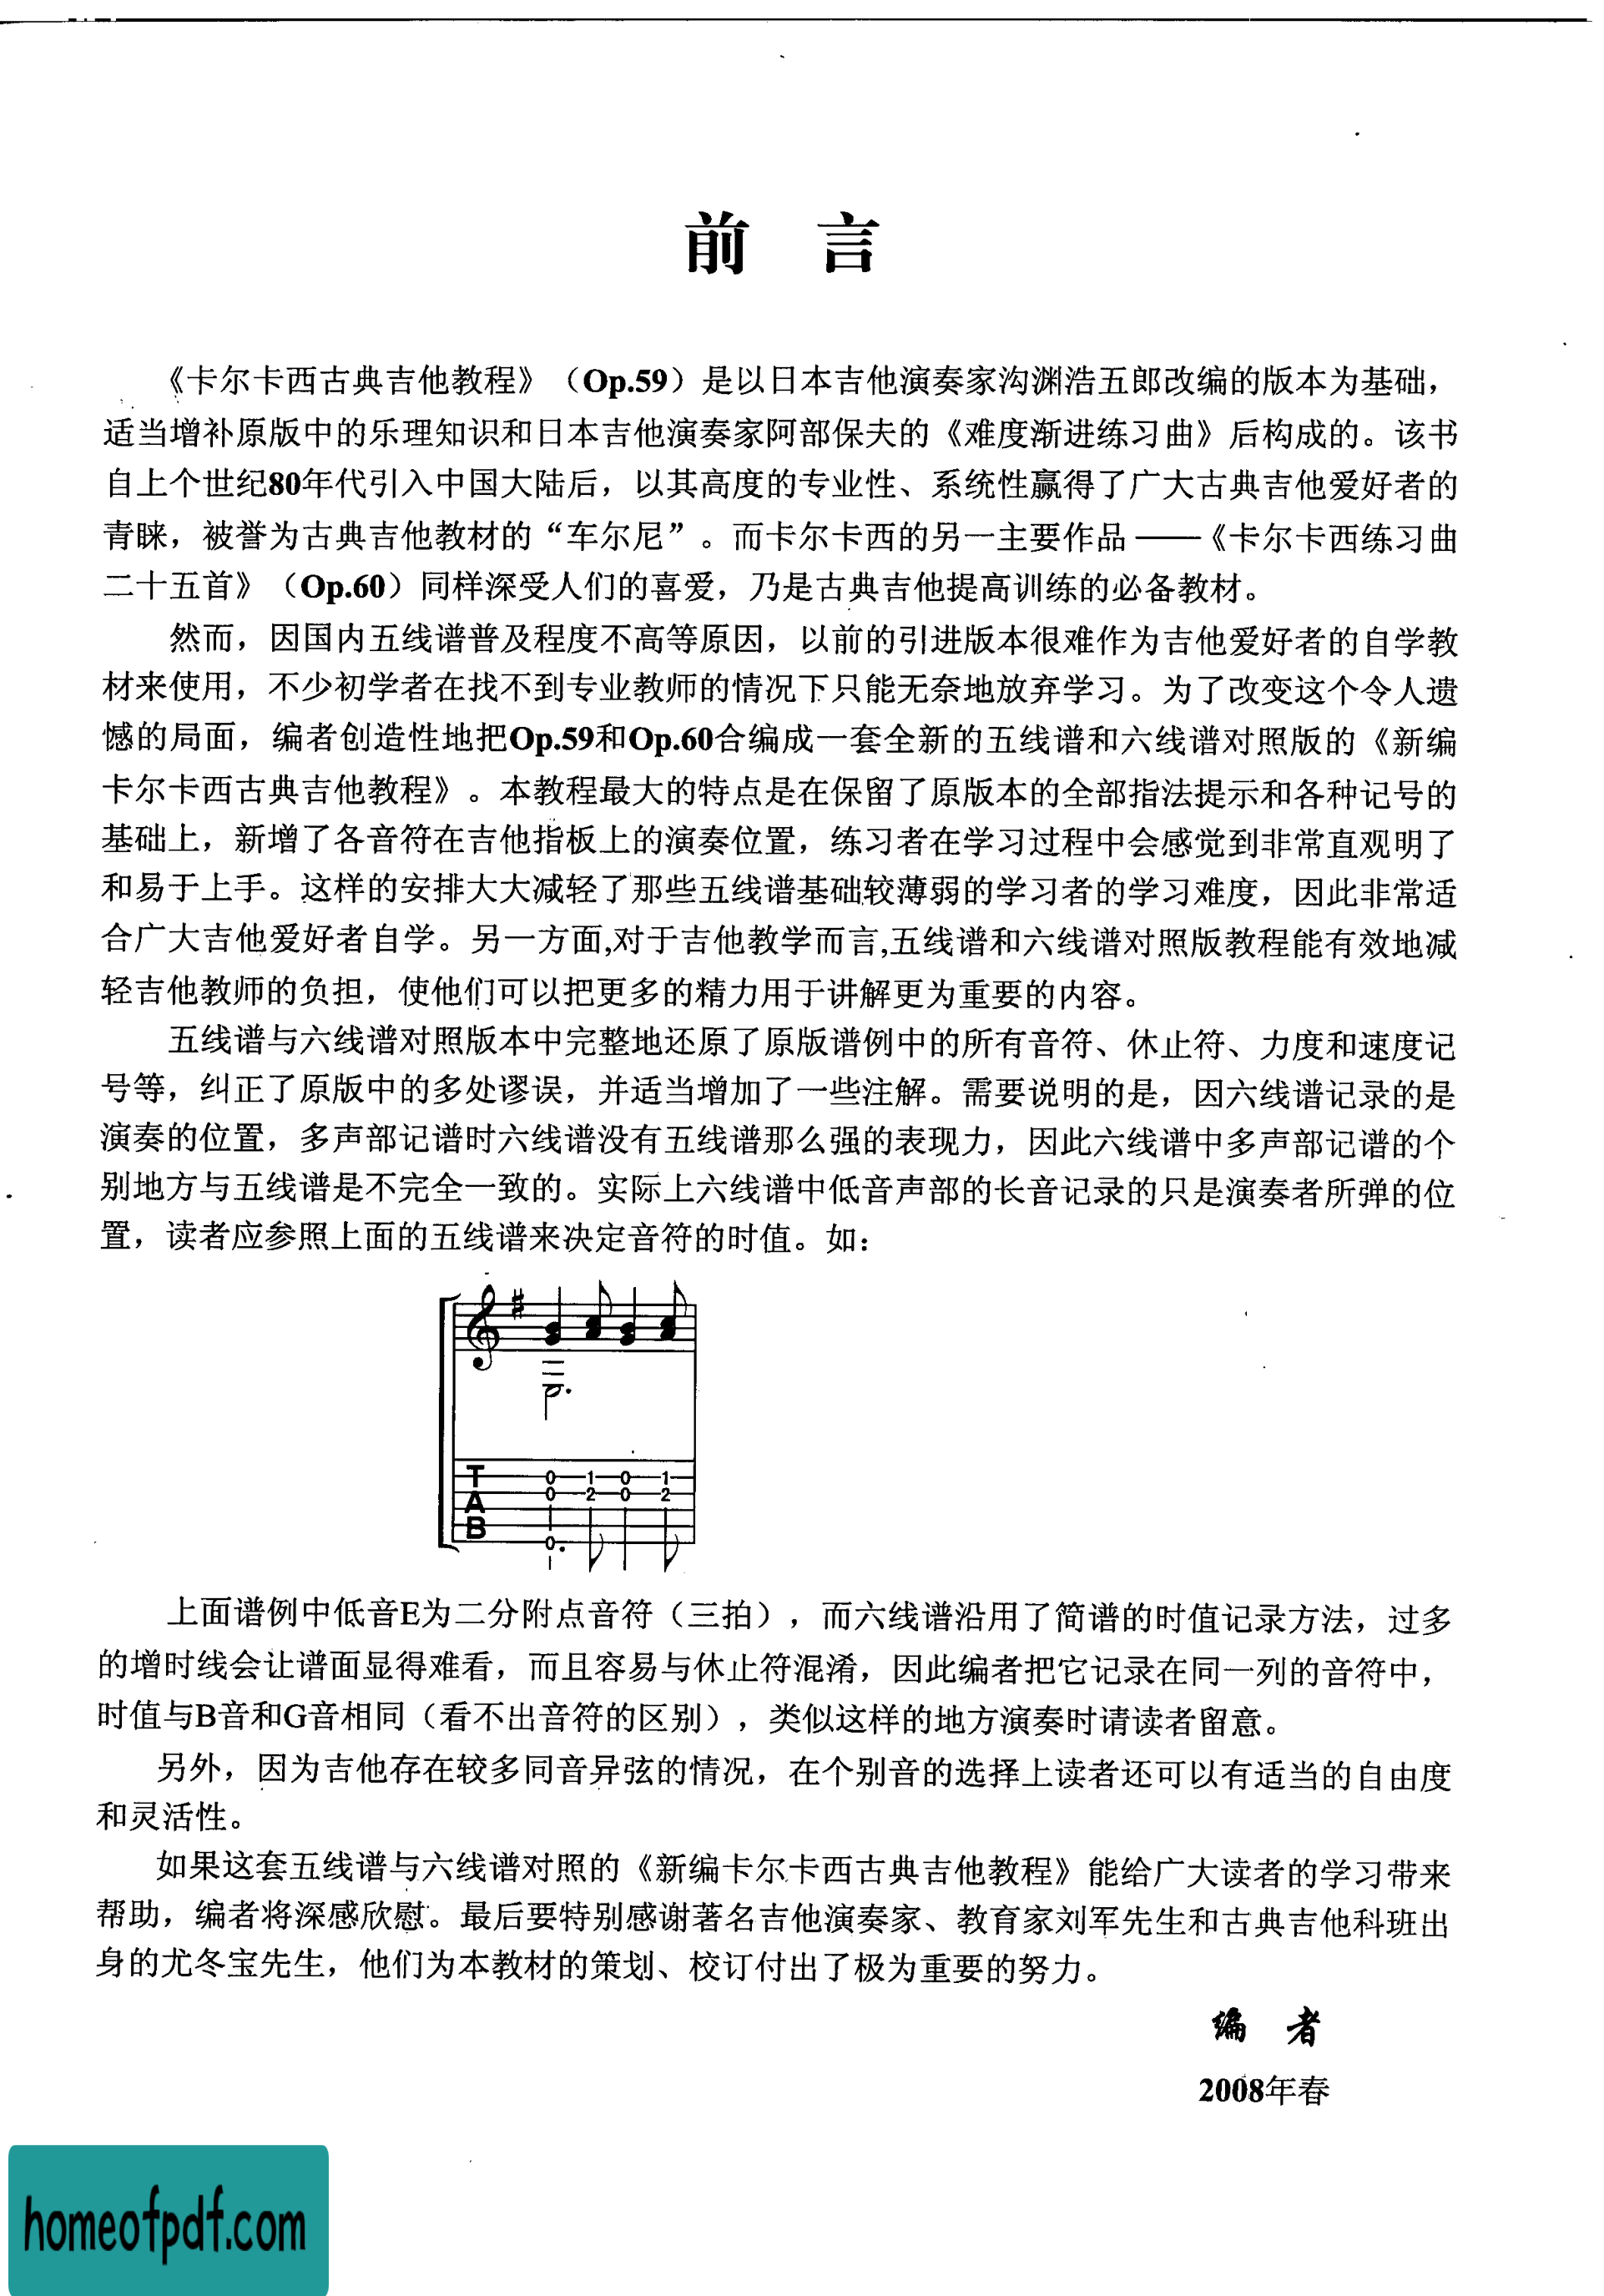 前 言
《卡尔卡西古典吉他教程》（Op.59）是以日本吉他演奏家沟渊浩五郎改编的版本为基础，
适当增补原版中的乐理知识和日本吉他演奏家阿部保夫的《难度渐进练习曲》后构成的。该书
自上个世纪80年代引入中国大陆后，以其高度的专业性、系统性赢得了广大古典吉他爱好者的
青睐，被誉为古典吉他教材的“车尔尼”。而卡尔卡西的另一主要作品——《卡尔卡西练习曲
二十五首》（Op.60）同样深受人们的喜爱，乃是古典吉他提高训练的必备教材。
然而，因国内五线谱普及程度不高等原因，以前的引进版本很难作为吉他爱好者的自学教
材来使用，不少初学者在找不到专业教师的情况下只能无奈地放弃学习。为了改变这个令人遗
憾的局面，编者创造性地把Op.59和Op.60合编成一套全新的五线谱和六线谱对照版的《新编
卡尔卡西古典吉他教程》。本教程最大的特点是在保留了原版本的全部指法提示和各种记号的
基础上，新增了各音符在吉他指板上的演奏位置，练习者在学习过程中会感觉到非常直观明了
和易于上手。这样的安排大大减轻了那些五线谱基础较薄弱的学习者的学习难度，因此非常适
合广大吉他爱好者自学。另一方面,对于吉他教学而言,五线谱和六线谱对照版教程能有效地减
轻吉他教师的负担，使他们可以把更多的精力用于讲解更为重要的内容。
五线谱与六线谱对照版本中完整地还原了原版谱例中的所有音符、休止符、力度和速度记
号等，纠正了原版中的多处谬误，并适当增加了一些注解。需要说明的是，因六线谱记录的是
演奏的位置，多声部记谱时六线谱没有五线谱那么强的表现力，因此六线谱中多声部记谱的个
别地方与五线谱是不完全一致的。实际上六线谱中低音声部的长音记录的只是演奏者所弹的位
置，读者应参照上面的五线谱来决定音符的时值。如：
T 0 1 0 1
A 0 2 0 2
B 0
上面谱例中低音E为二分附点音符（三拍），而六线谱沿用了简谱的时值记录方法，过多
的增时线会让谱面显得难看，而且容易与休止符混淆，因此编者把它记录在同一列的音符中，
时值与B音和G音相同（看不出音符的区别），类似这样的地方演奏时请读者留意。
另外，因为吉他存在较多同音异弦的情况，在个别音的选择上读者还可以有适当的自由度
和灵活性。
如果这套五线谱与六线谱对照的《新编卡尔卡西古典吉他教程》能给广大读者的学习带来
帮助，编者将深感欣慰。最后要特别感谢著名吉他演奏家、教育家刘军先生和古典吉他科班出
身的尤冬宝先生，他们为本教材的策划、校订付出了极为重要的努力。
编 者
2008年春
homeofpdf.com